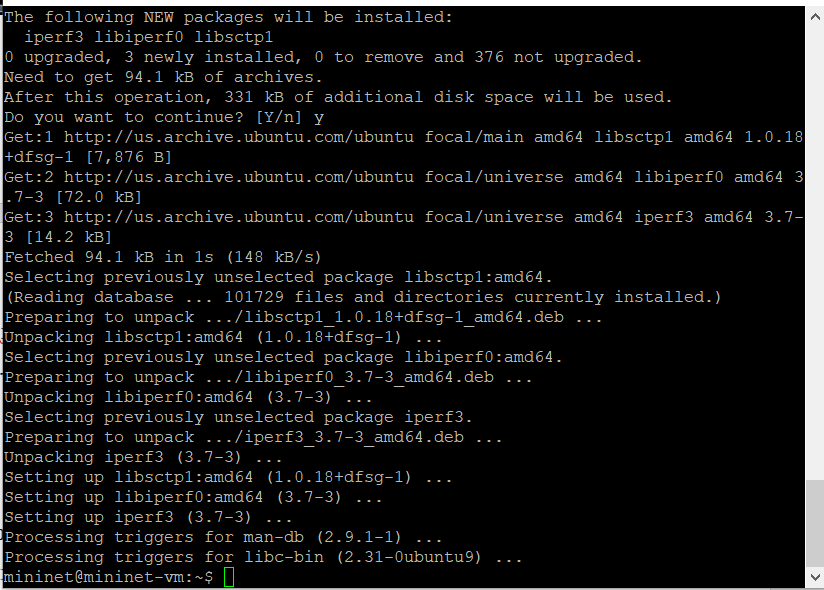 The following NEW packages will be installed:
  iperf3 libiperf0 libsctp1
0 upgraded, 3 newly installed, 0 to remove and 376 not upgraded.
Need to get 94.1 kB of archives.
After this operation, 331 kB of additional disk space will be used.
Do you want to continue? [Y/n] y
Get:1 http://us.archive.ubuntu.com/ubuntu focal/main amd64 libsctp1 amd64 1.0.18
+dfsg-1 [7,876 B]
Get:2 http://us.archive.ubuntu.com/ubuntu focal/universe amd64 libiperf0 amd64 3
.7-3 [72.0 kB]
Get:3 http://us.archive.ubuntu.com/ubuntu focal/universe amd64 iperf3 amd64 3.7-
3 [14.2 kB]
Fetched 94.1 kB in 1s (148 kB/s)
Selecting previously unselected package libsctp1:amd64.
(Reading database ... 101729 files and directories currently installed.)
Preparing to unpack .../libsctp1_1.0.18+dfsg-1_amd64.deb ...
Unpacking libsctp1:amd64 (1.0.18+dfsg-1) ...
Selecting previously unselected package libiperf0:amd64.
Preparing to unpack .../libiperf0_3.7-3_amd64.deb ...
Unpacking libiperf0:amd64 (3.7-3) ...
Selecting previously unselected package iperf3.
Preparing to unpack .../iperf3_3.7-3_amd64.deb ...
Unpacking iperf3 (3.7-3) ...
Setting up libsctp1:amd64 (1.0.18+dfsg-1) ...
Setting up libiperf0:amd64 (3.7-3) ...
Setting up iperf3 (3.7-3) ...
Processing triggers for man-db (2.9.1-1) ...
Processing triggers for libc-bin (2.31-0ubuntu9) ...
mininet@mininet-vm:~$